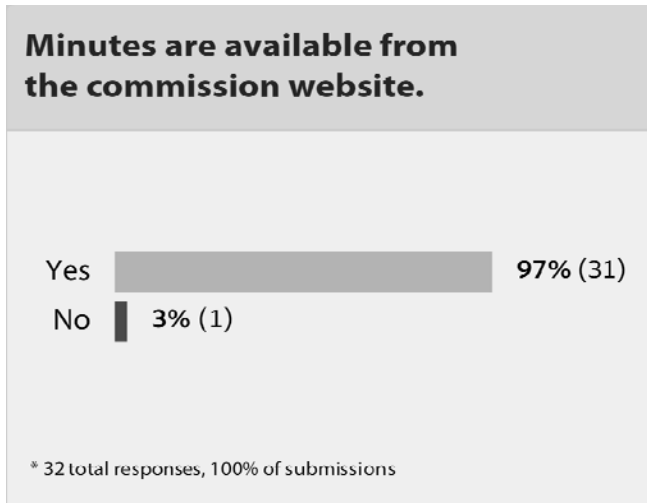 Minutes are available from
the commission website.
Yes 97% (31)
No 3% (1)
* 32 total responses, 100% of submissions